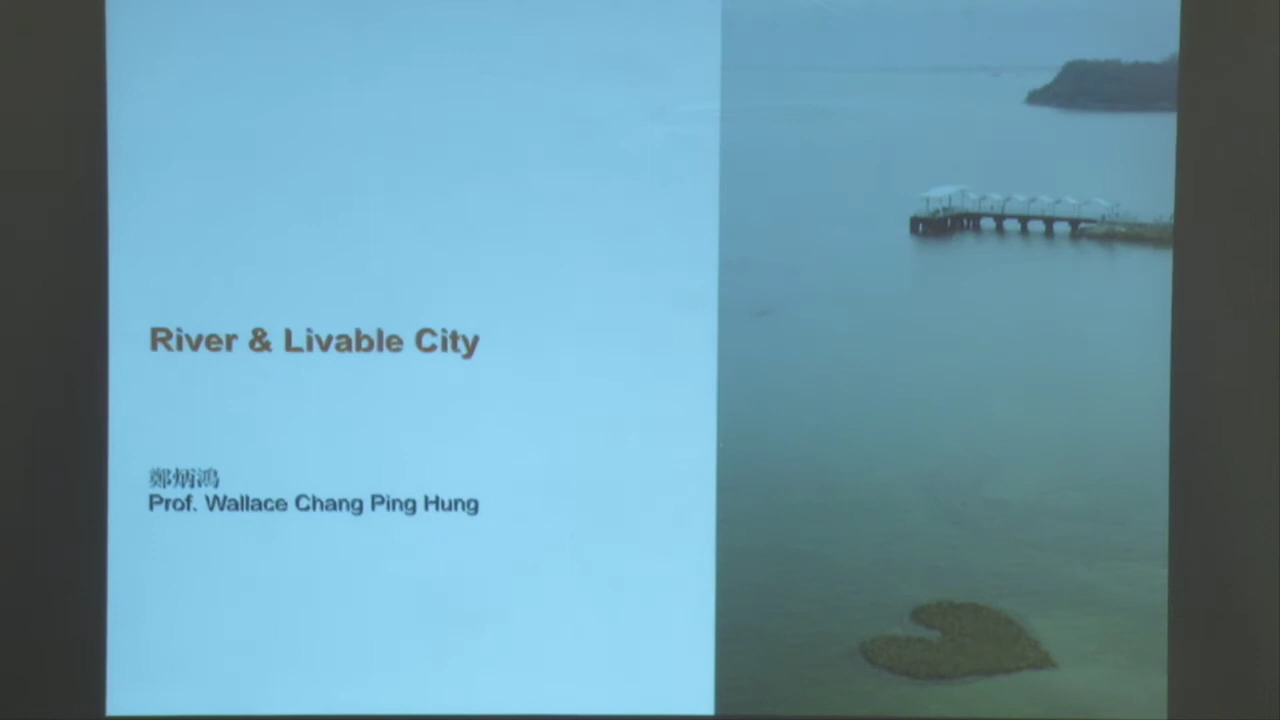 River & Livable City
鄭炳鴻
Prof. Wallace Chang Ping Hung